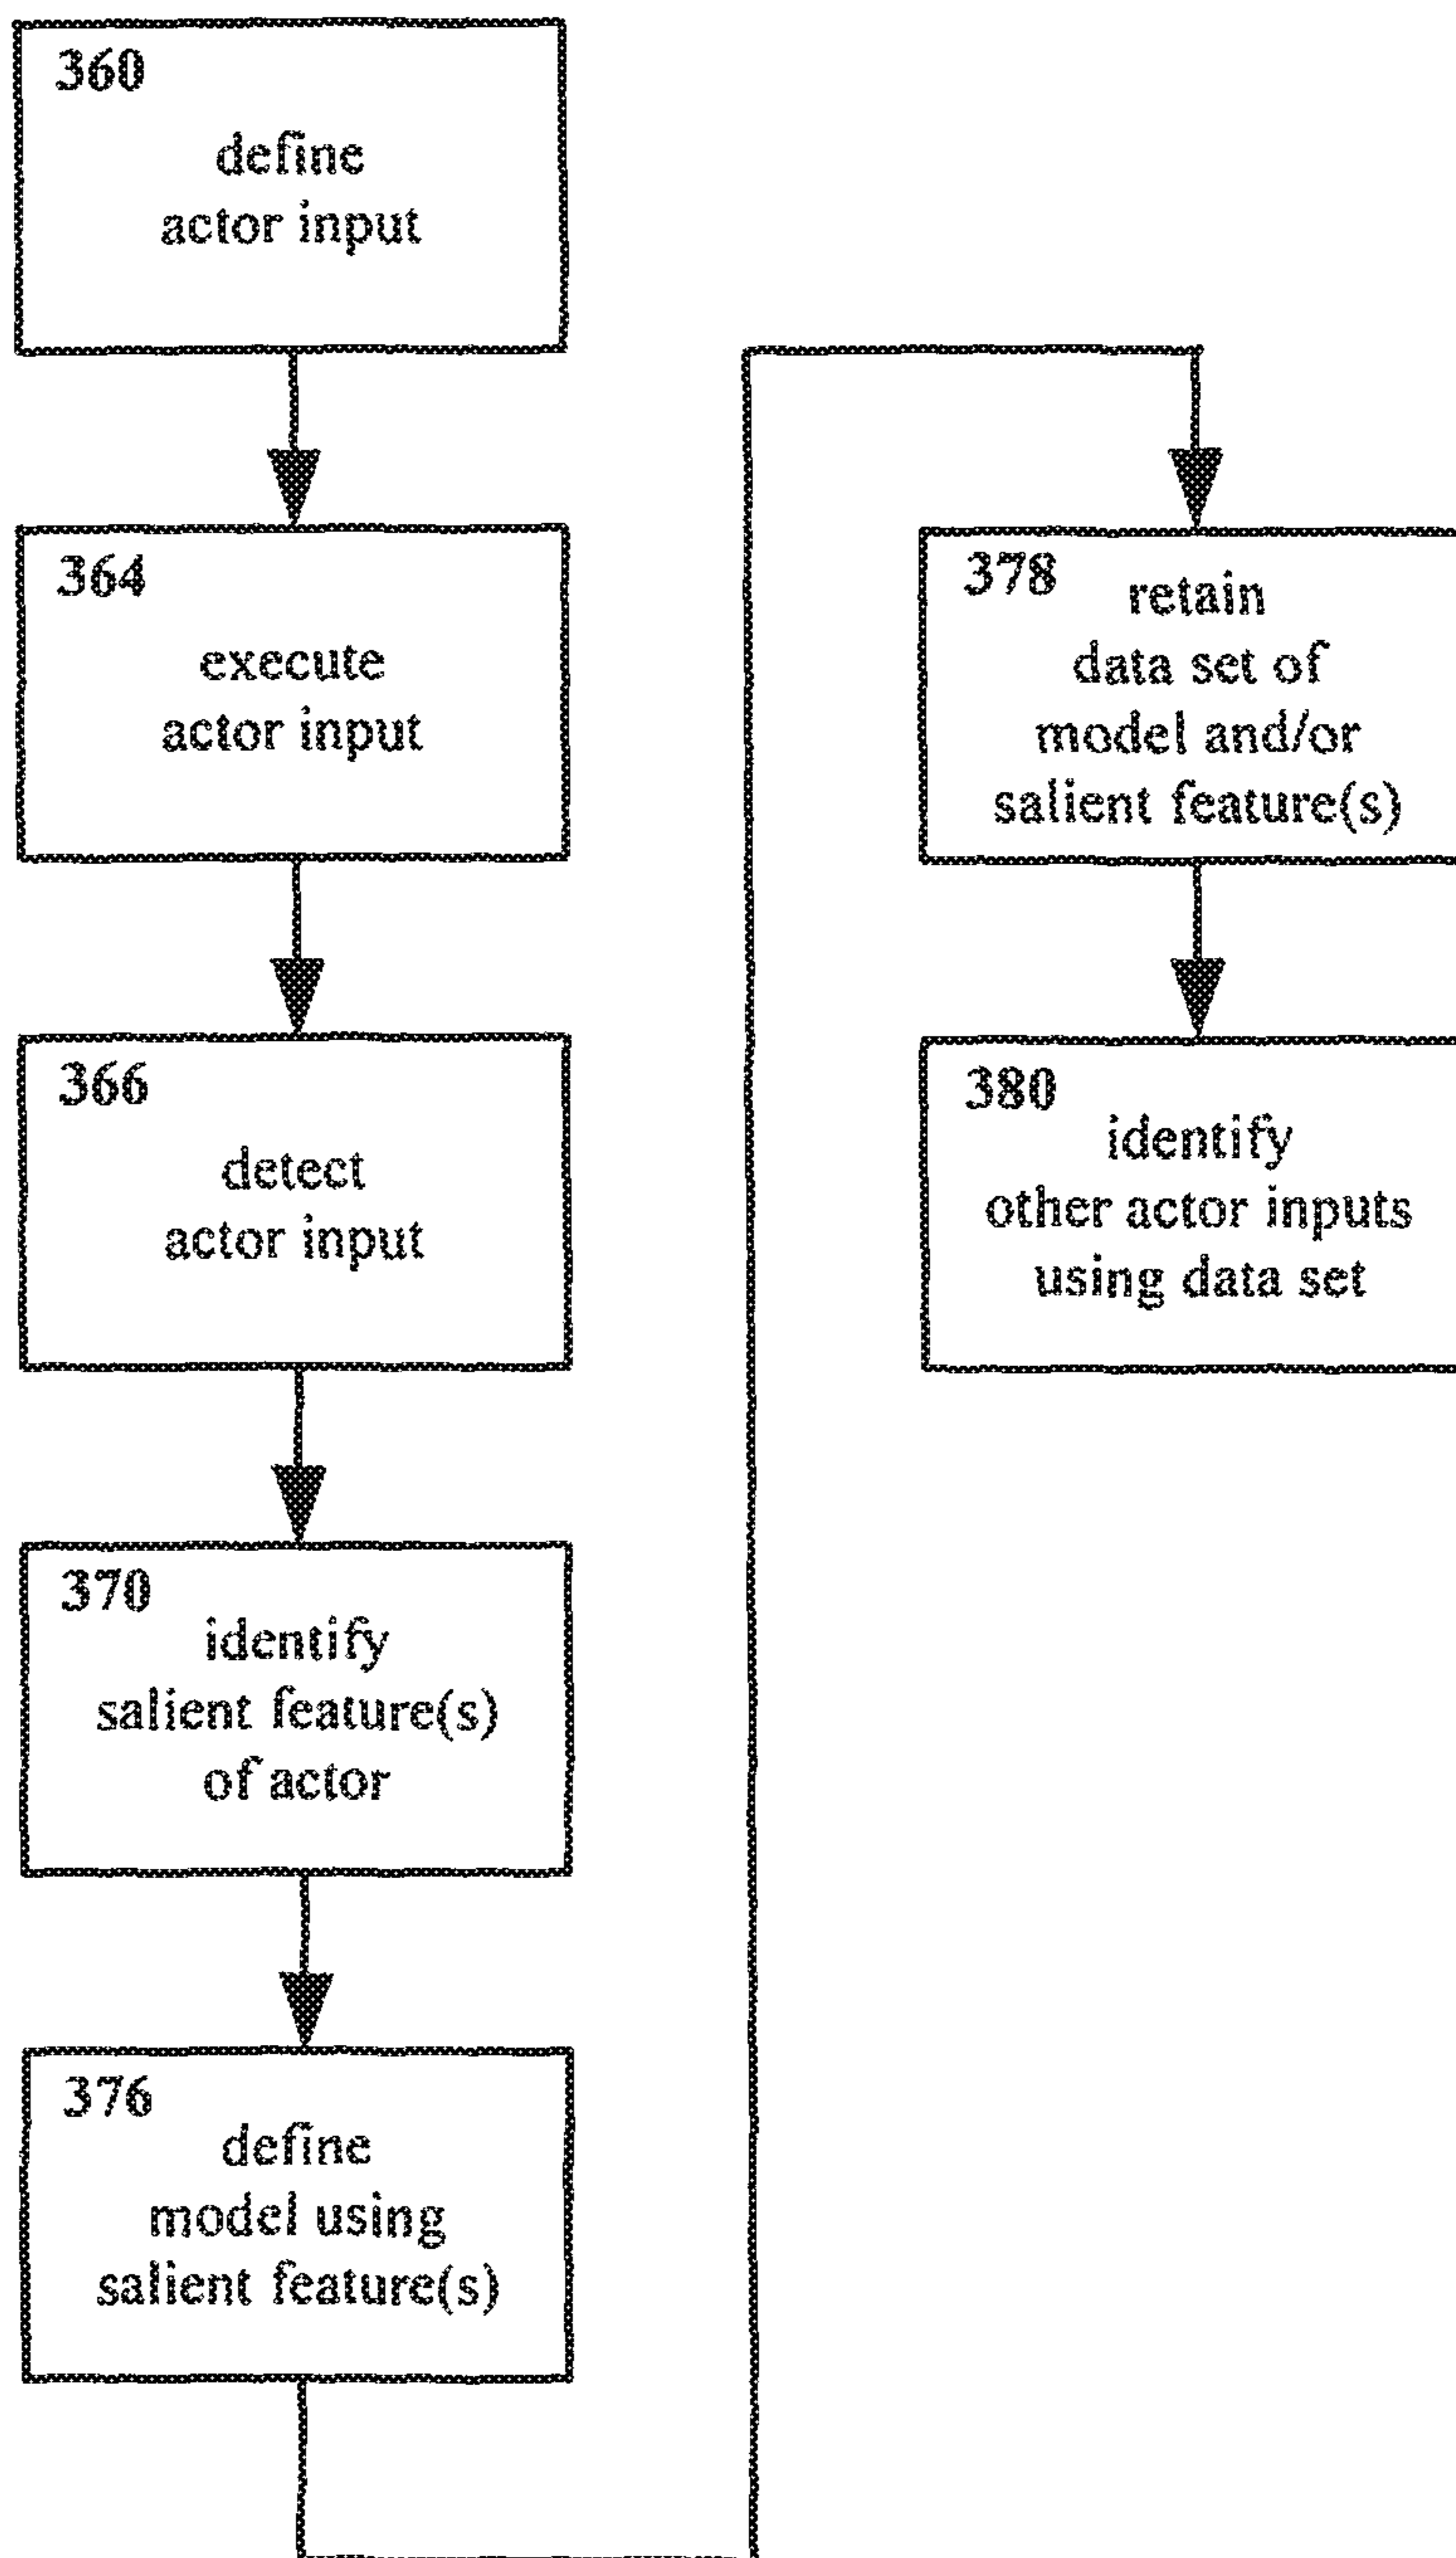 360
define
actor input
364
execute
actor input
366
detect
actor input
370
identify
salient feature(s)
of actor
376
define
model using
salient feature(s)
378
retain
data set of
model and/or
salient feature(s)
380
identify
other actor inputs
using data set